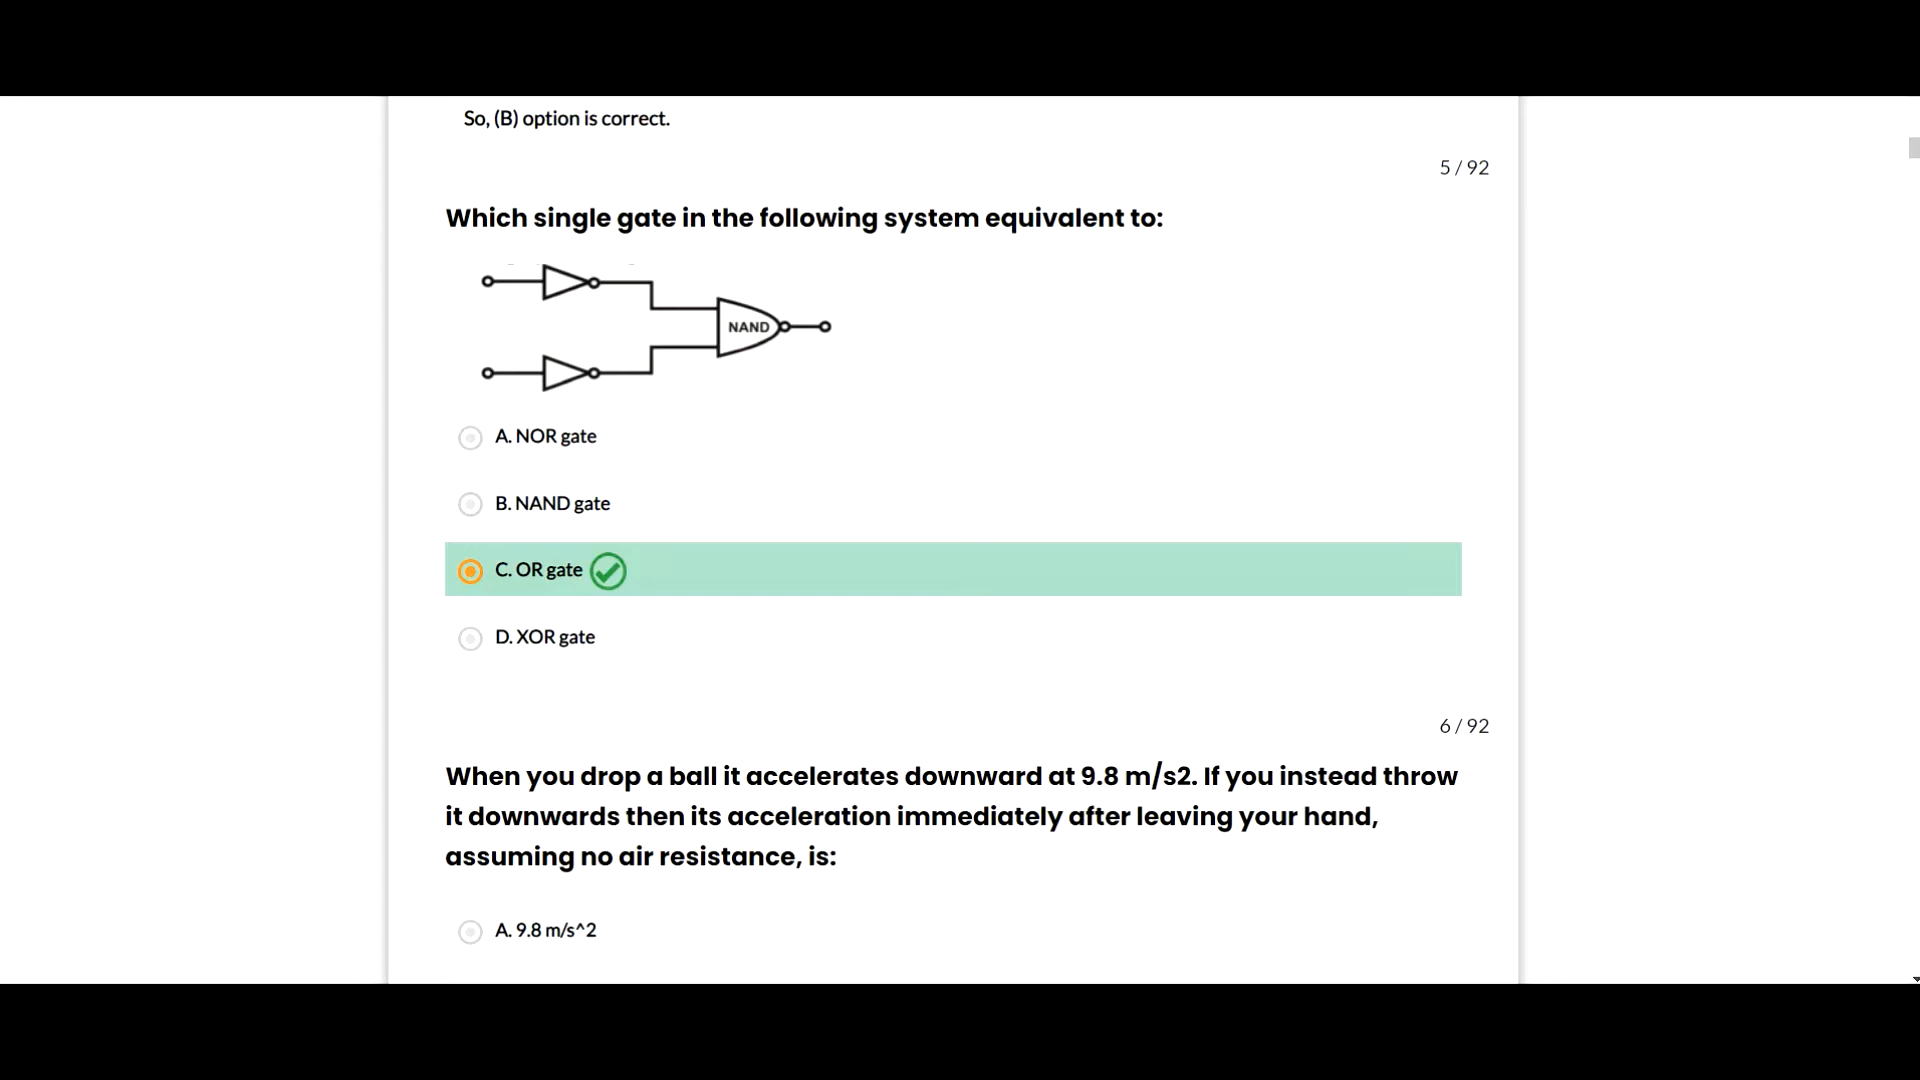 So, (B) option is correct.
5 / 92
Which single gate in the following system equivalent to:
NAND
A. NOR gate
B. NAND gate
C. OR gate
D. XOR gate
6 / 92
When you drop a ball it accelerates downward at 9.8 m/s2. If you instead throw
it downwards then its acceleration immediately after leaving your hand,
assuming no air resistance, is:
A. 9.8 m/s^2